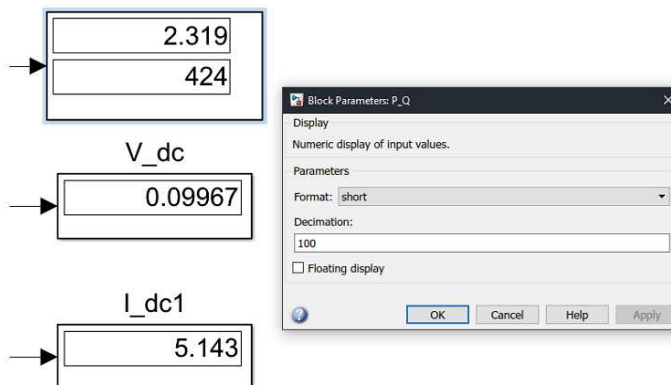 2.319
424
V_dc
0.09967
I_dc1
5.143
Block Parameters: P_Q
Display
Numeric display of input values.
Parameters
Format: short
Decimation:
100
Floating display
OK Cancel Help Apply